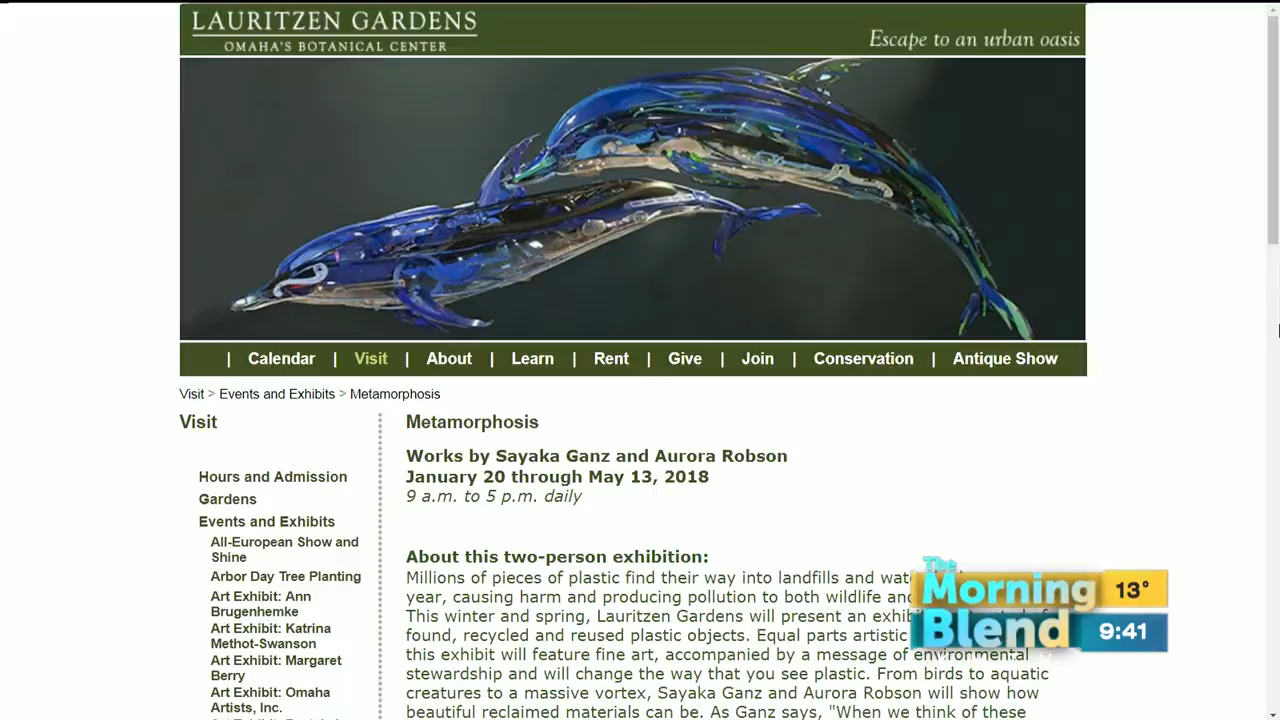 LAURITZEN GARDENS
OMAHA'S BOTANICAL CENTER
Escape to an urban oasis
| Calendar | Visit | About | Learn | Rent | Give | Join | Conservation | Antique Show
Visit > Events and Exhibits > Metamorphosis
Visit
Hours and Admission
Gardens
Events and Exhibits
All-European Show and
Shine
Arbor Day Tree Planting
Art Exhibit: Ann
Brugenhemke
Art Exhibit: Katrina
Methot-Swanson
Art Exhibit: Margaret
Berry
Art Exhibit: Omaha
Artists, Inc.
Metamorphosis
Works by Sayaka Ganz and Aurora Robson
January 20 through May 13, 2018
9 a.m. to 5 p.m. daily
About this two-person exhibition:
Millions of pieces of plastic find their way into landfills and
year, causing harm and producing pollution to both wildlife
This winter and spring, Lauritzen Gardens will present an
found, recycled and reused plastic objects. Equal parts artistic
this exhibit will feature fine art, accompanied by a message of environmental
stewardship and will change the way that you see plastic. From birds to aquatic
creatures to a massive vortex, Sayaka Ganz and Aurora Robson will show how
beautiful reclaimed materials can be. As Ganz says, "When we think of these
The
Morning
Blend
13°
9:41